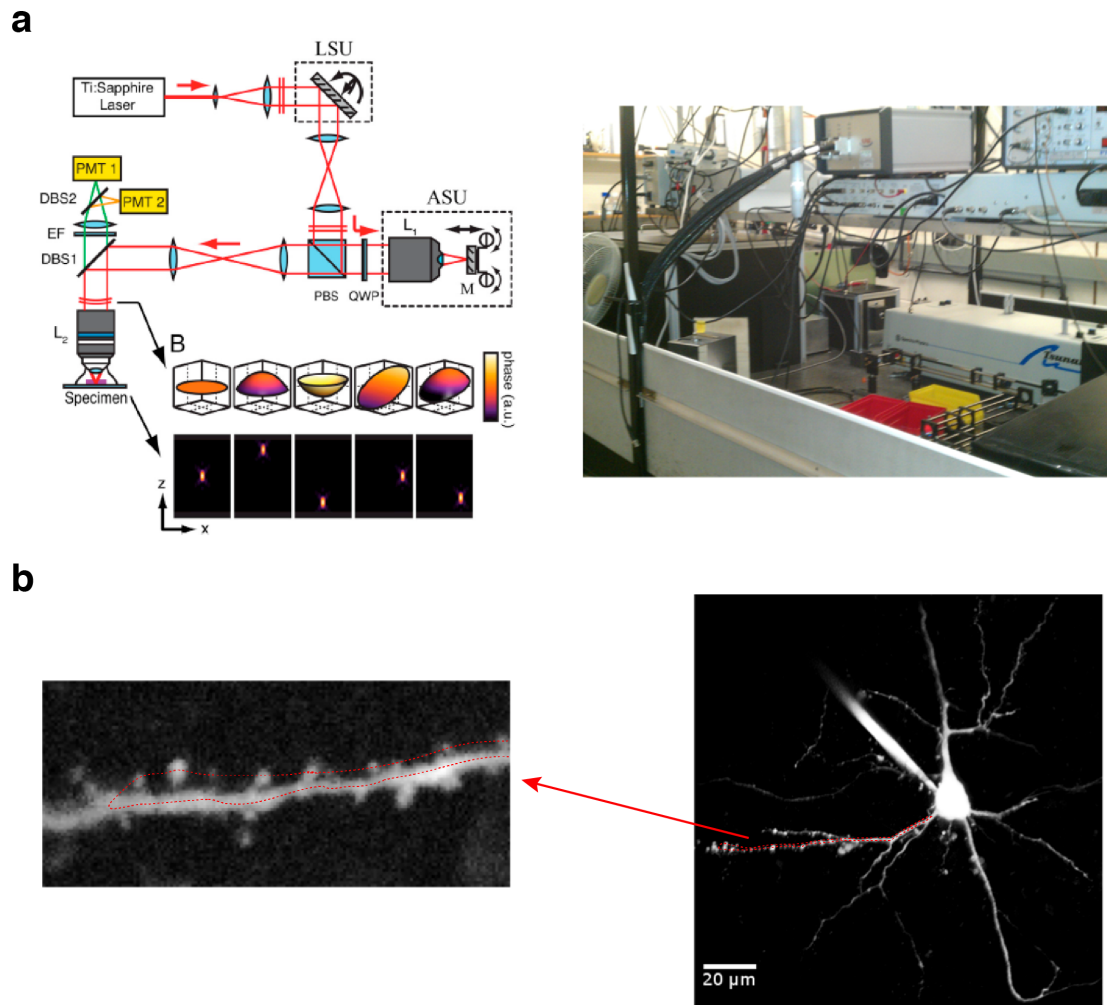 a
LSU
Ti:Sapphire
Laser
PMT 1
DBS2
PMT 2
EF
DBS1
ASU
L1
M
PBS
QWP
L2
Specimen
B
phase (a.u.)
z
x
Tsunami
b
20 µm